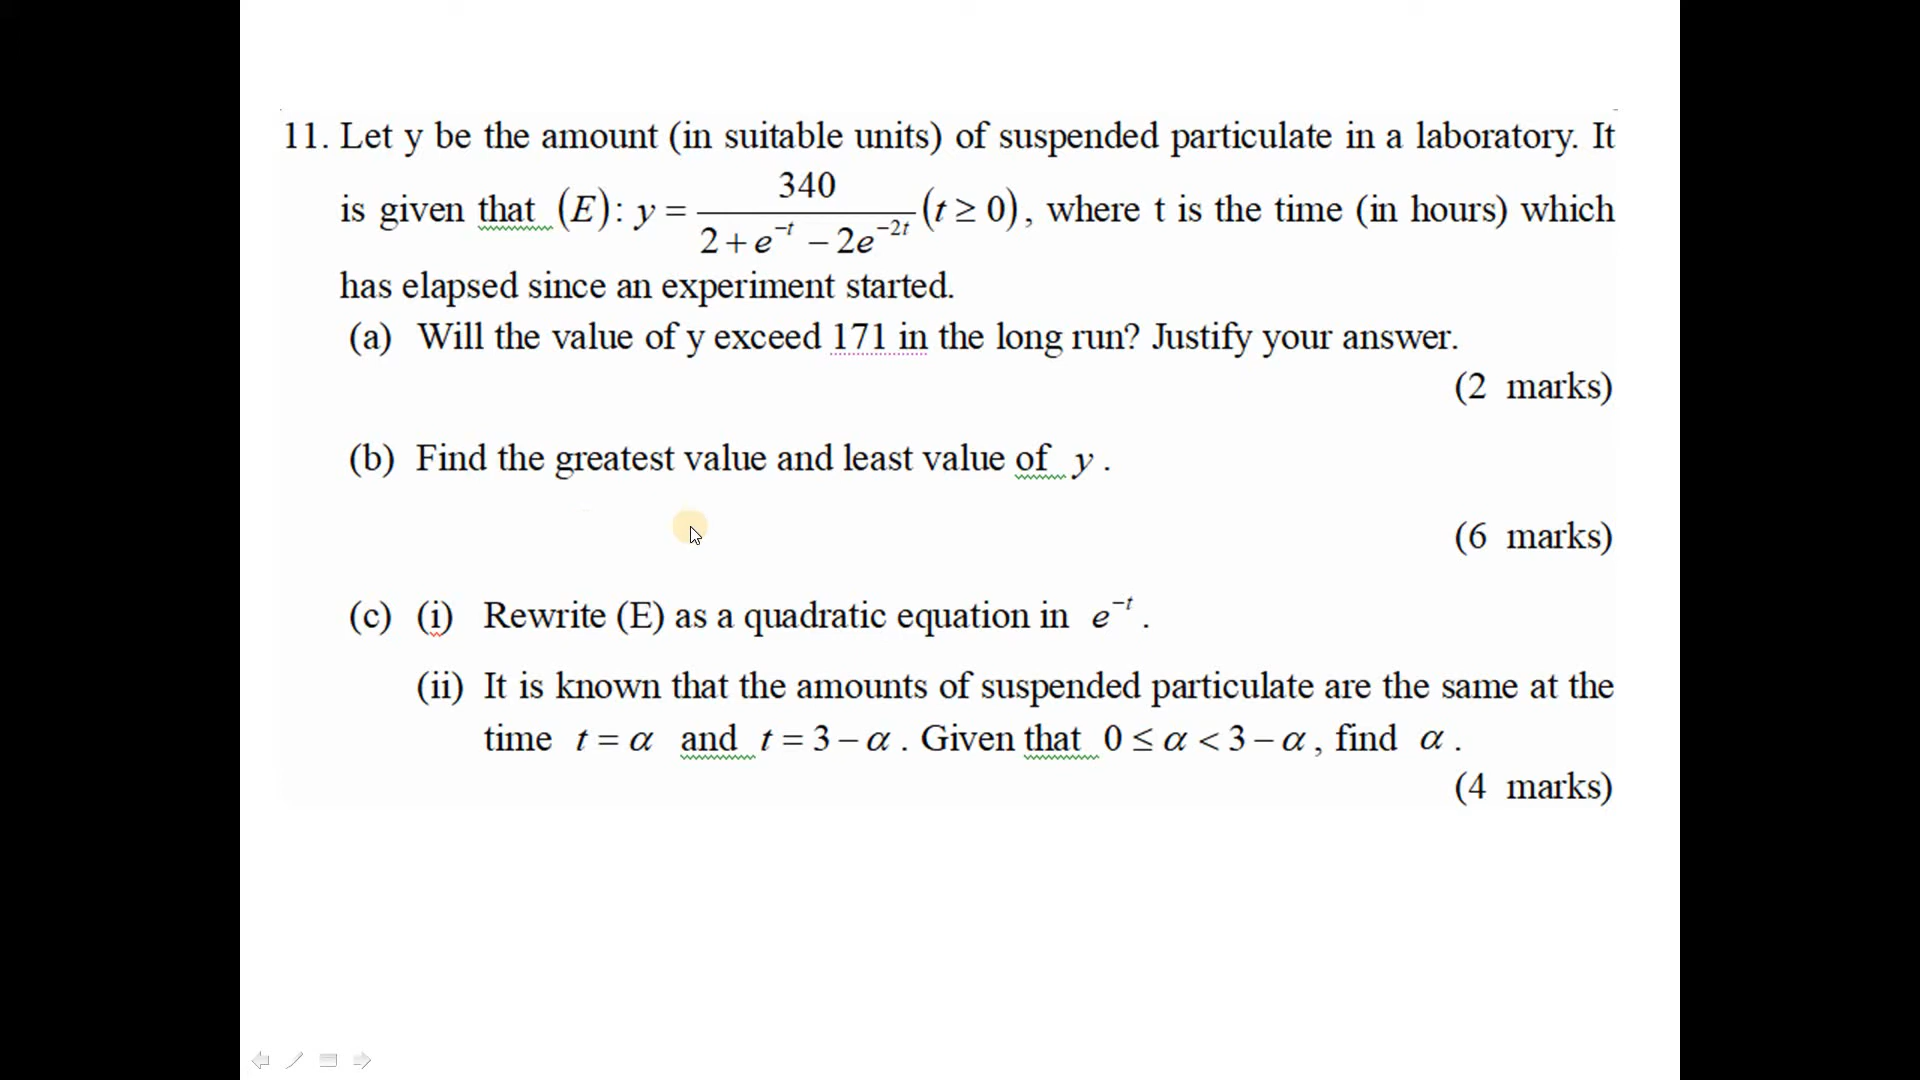 11. Let y be the amount (in suitable units) of suspended particulate in a laboratory. It
is given that (E): y = 340 / (2 + e^{-t} − 2e^{-2t}) (t ≥ 0), where t is the time (in hours) which
has elapsed since an experiment started.
(a) Will the value of y exceed 171 in the long run? Justify your answer.
(2 marks)
(b) Find the greatest value and least value of y .
(6 marks)
(c) (i) Rewrite (E) as a quadratic equation in e^{-t} .
(ii) It is known that the amounts of suspended particulate are the same at the
time t = α and t = 3 − α . Given that 0 ≤ α < 3 − α , find α .
(4 marks)